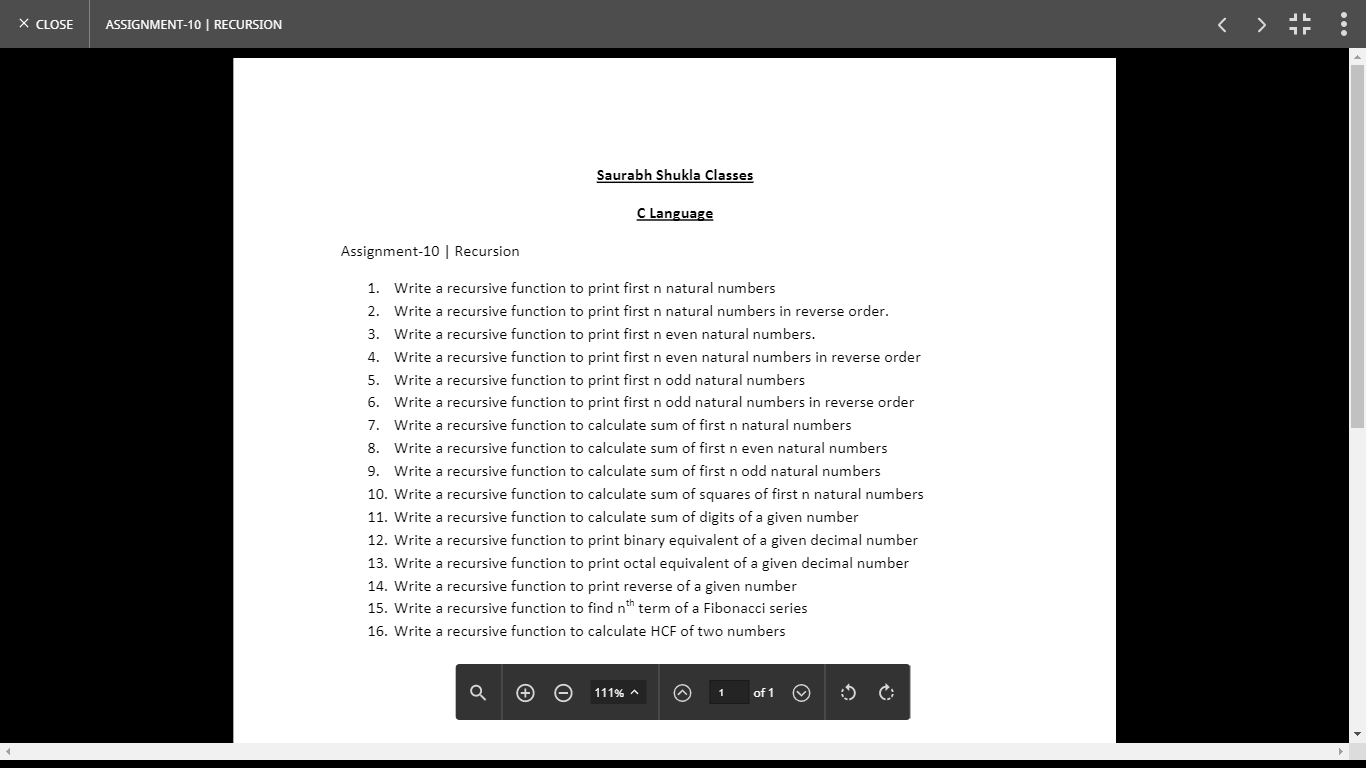 × CLOSE ASSIGNMENT-10 | RECURSION
Saurabh Shukla Classes
C Language
Assignment-10 | Recursion
1. Write a recursive function to print first n natural numbers
2. Write a recursive function to print first n natural numbers in reverse order.
3. Write a recursive function to print first n even natural numbers.
4. Write a recursive function to print first n even natural numbers in reverse order
5. Write a recursive function to print first n odd natural numbers
6. Write a recursive function to print first n odd natural numbers in reverse order
7. Write a recursive function to calculate sum of first n natural numbers
8. Write a recursive function to calculate sum of first n even natural numbers
9. Write a recursive function to calculate sum of first n odd natural numbers
10. Write a recursive function to calculate sum of squares of first n natural numbers
11. Write a recursive function to calculate sum of digits of a given number
12. Write a recursive function to print binary equivalent of a given decimal number
13. Write a recursive function to print octal equivalent of a given decimal number
14. Write a recursive function to print reverse of a given number
15. Write a recursive function to find nth term of a Fibonacci series
16. Write a recursive function to calculate HCF of two numbers
111% 1 of 1